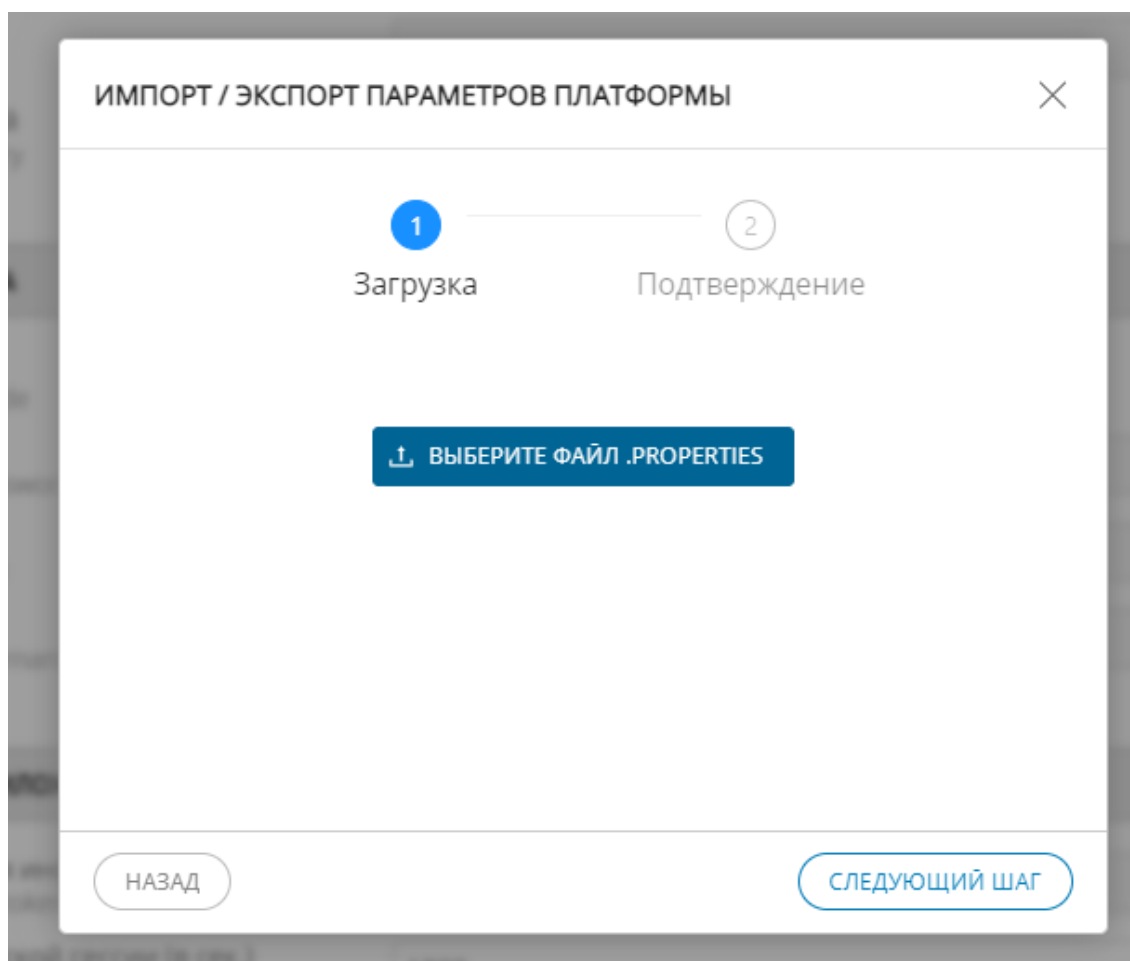 ИМПОРТ / ЭКСПОРТ ПАРАМЕТРОВ ПЛАТФОРМЫ
1
2
Загрузка
Подтверждение
ВЫБЕРИТЕ ФАЙЛ .PROPERTIES
НАЗАД
СЛЕДУЮЩИЙ ШАГ